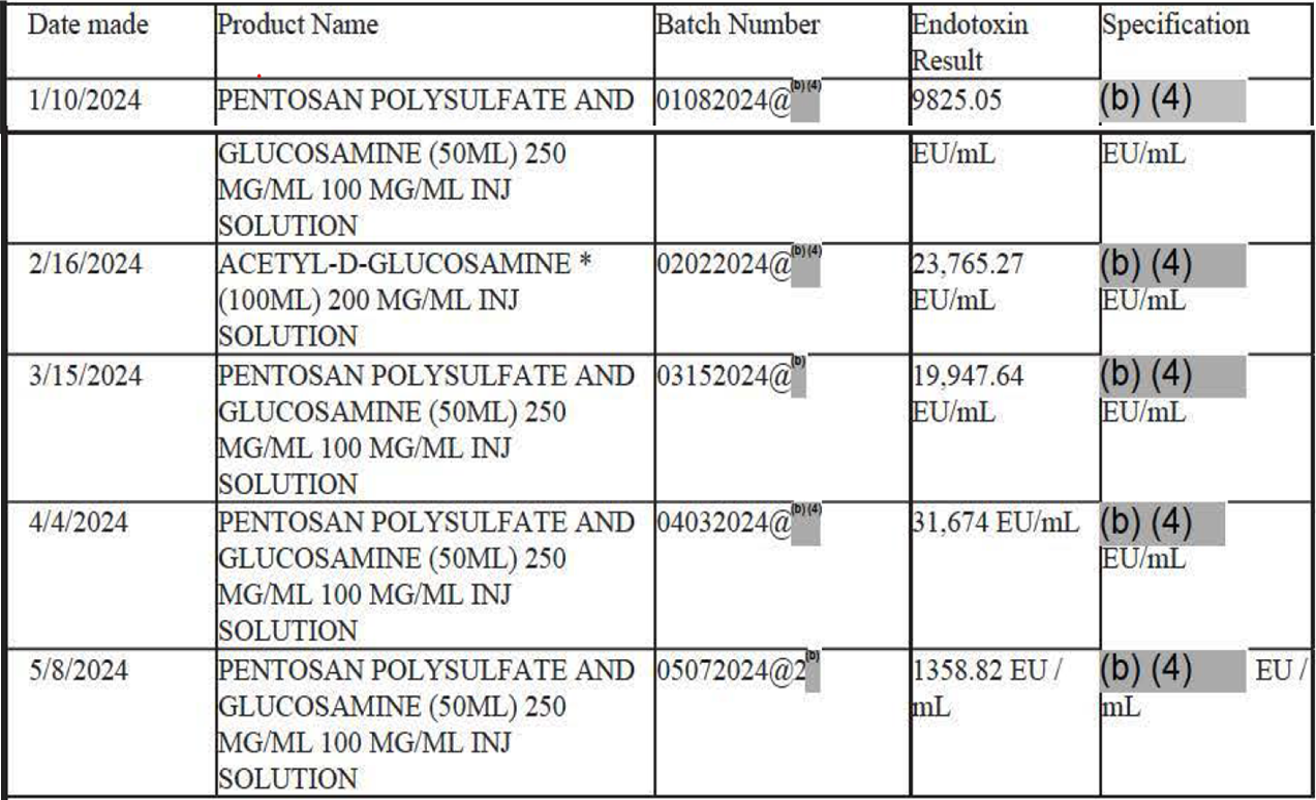 Date made Product Name Batch Number Endotoxin Result Specification
1/10/2024 PENTOSAN POLYSULFATE AND 01082024@(b) (4) 9825.05 (b) (4)
GLUCOSAMINE (50ML) 250 EU/mL EU/mL
MG/ML 100 MG/ML INJ
SOLUTION
2/16/2024 ACETYL-D-GLUCOSAMINE * 02022024@(b) (4) 23,765.27 (b) (4)
(100ML) 200 MG/ML INJ EU/mL EU/mL
SOLUTION
3/15/2024 PENTOSAN POLYSULFATE AND 03152024@(b) 19,947.64 (b) (4)
GLUCOSAMINE (50ML) 250 EU/mL EU/mL
MG/ML 100 MG/ML INJ
SOLUTION
4/4/2024 PENTOSAN POLYSULFATE AND 04032024@(b) (4) 31,674 EU/mL (b) (4)
GLUCOSAMINE (50ML) 250 EU/mL
MG/ML 100 MG/ML INJ
SOLUTION
5/8/2024 PENTOSAN POLYSULFATE AND 05072024@2(b) 1358.82 EU / (b) (4) EU /
GLUCOSAMINE (50ML) 250 mL mL
MG/ML 100 MG/ML INJ
SOLUTION